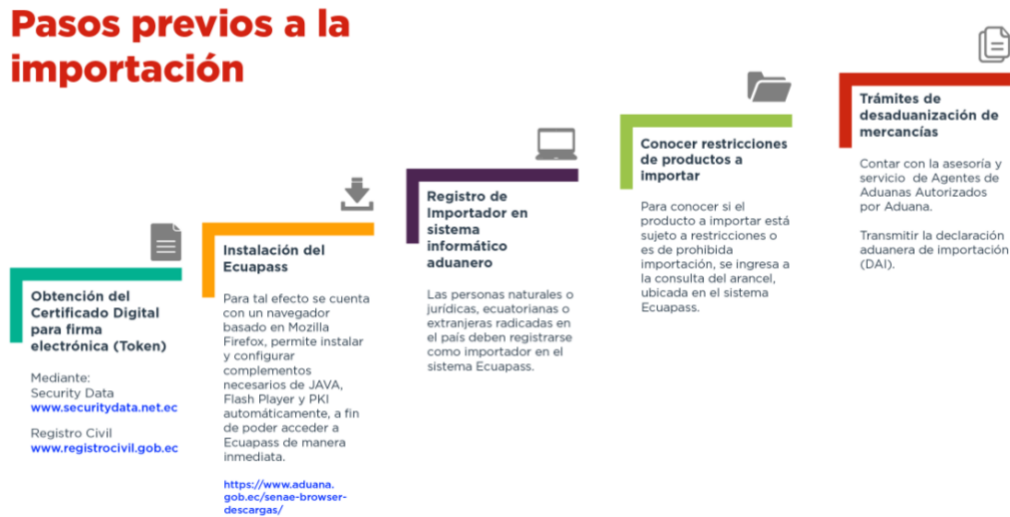 Pasos previos a la
importación
Obtención del
Certificado Digital
para firma
electrónica (Token)
Mediante:
Security Data
www.securitydata.net.ec
Registro Civil
www.registrocivil.gob.ec
Instalación del
Ecuapass
Para tal efecto se cuenta
con un navegador
basado en Mozilla
Firefox, permite instalar
y configurar
complementos
necesarios de JAVA,
Flash Player y PKI
automáticamente, a fin
de poder acceder a
Ecuapass de manera
inmediata.
https://www.aduana.
gob.ec/senae-browser-
descargas/
Registro de
Importador en
sistema
informático
aduanero
Las personas naturales o
jurídicas, ecuatorianas o
extranjeras radicadas en
el país deben registrarse
como importador en el
sistema Ecuapass.
Conocer restricciones
de productos a
importar
Para conocer si el
producto a importar está
sujeto a restricciones o
es de prohibida
importación, se ingresa a
la consulta del arancel,
ubicada en el sistema
Ecuapass.
Trámites de
desaduanización de
mercancías
Contar con la asesoría y
servicio de Agentes de
Aduanas Autorizados
por Aduana.
Transmitir la declaración
aduanera de importación
(DAI).